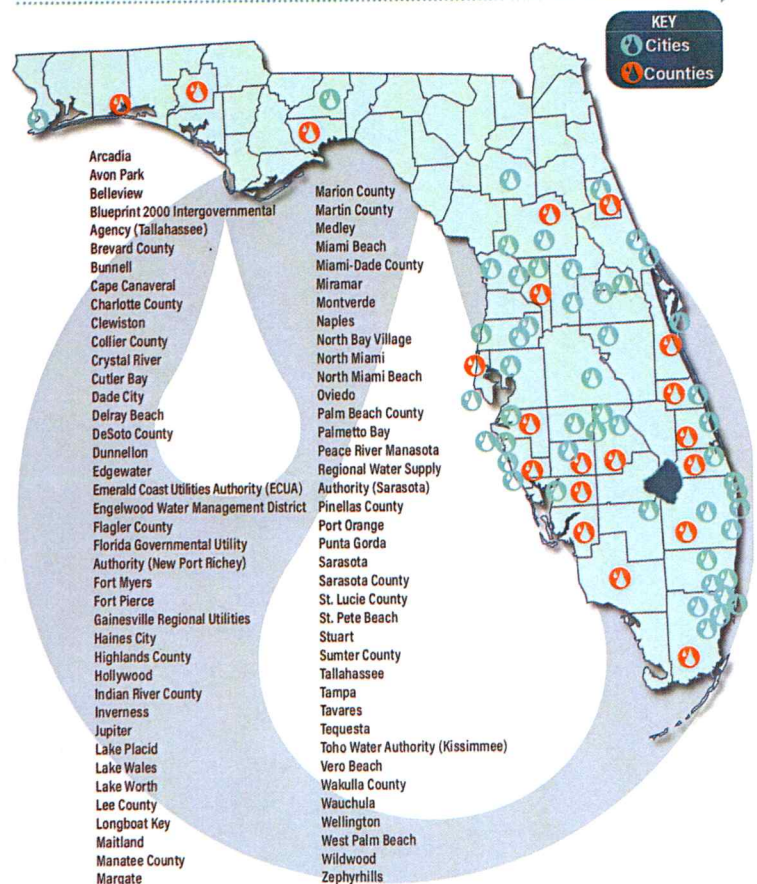 KEY
Cities
Counties
Arcadia
Avon Park
Belleview
Blueprint 2000 Intergovernmental
Agency (Tallahassee)
Brevard County
Bunnell
Cape Canaveral
Charlotte County
Clewiston
Collier County
Crystal River
Cutler Bay
Dade City
Delray Beach
DeSoto County
Dunnellon
Edgewater
Emerald Coast Utilities Authority (ECUA)
Engelwood Water Management District
Flagler County
Florida Governmental Utility
Authority (New Port Richey)
Fort Myers
Fort Pierce
Gainesville Regional Utilities
Haines City
Highlands County
Hollywood
Indian River County
Inverness
Jupiter
Lake Placid
Lake Wales
Lake Worth
Lee County
Longboat Key
Maitland
Manatee County
Margate
Marion County
Martin County
Medley
Miami Beach
Miami-Dade County
Miramar
Montverde
Naples
North Bay Village
North Miami
North Miami Beach
Oviedo
Palm Beach County
Palmetto Bay
Peace River Manasota
Regional Water Supply
Authority (Sarasota)
Pinellas County
Port Orange
Punta Gorda
Sarasota
Sarasota County
St. Lucie County
St. Pete Beach
Stuart
Sumter County
Tallahassee
Tampa
Tavares
Tequesta
Toho Water Authority (Kissimmee)
Vero Beach
Wakulla County
Wauchula
Wellington
West Palm Beach
Wildwood
Zephyrhills